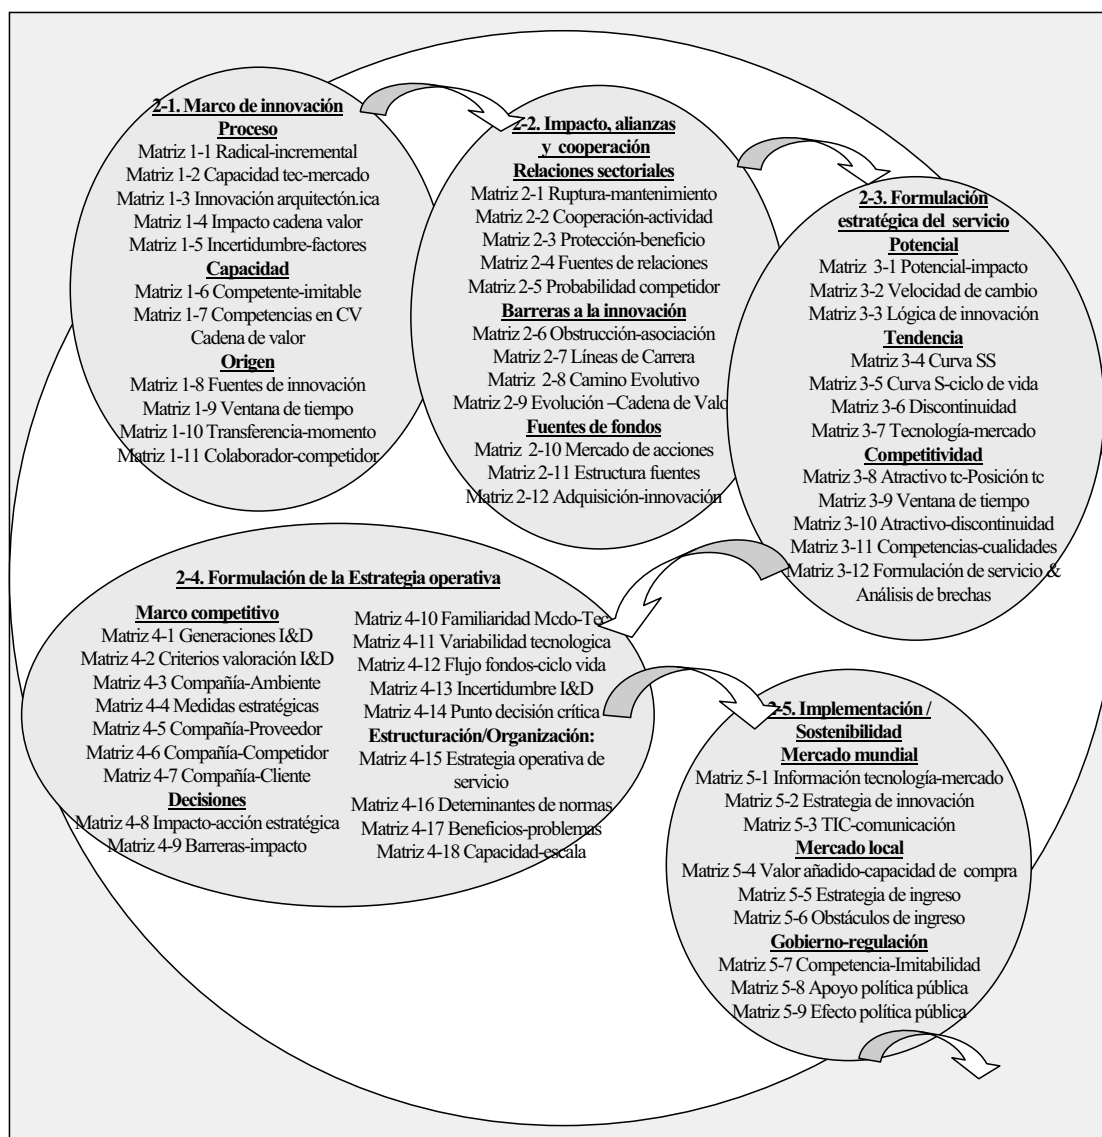 2-1. Marco de innovación
Proceso
Matriz 1-1 Radical-incremental
Matriz 1-2 Capacidad tec-mercado
Matriz 1-3 Innovación arquitectón.ica
Matriz 1-4 Impacto cadena valor
Matriz 1-5 Incertidumbre-factores
Capacidad
Matriz 1-6 Competente-imitable
Matriz 1-7 Competencias en CV
Cadena de valor
Origen
Matriz 1-8 Fuentes de innovación
Matriz 1-9 Ventana de tiempo
Matriz 1-10 Transferencia-momento
Matriz 1-11 Colaborador-competidor
2-2. Impacto, alianzas
y cooperación
Relaciones sectoriales
Matriz 2-1 Ruptura-mantenimiento
Matriz 2-2 Cooperación-actividad
Matriz 2-3 Protección-beneficio
Matriz 2-4 Fuentes de relaciones
Matriz 2-5 Probabilidad competidor
Barreras a la innovación
Matriz 2-6 Obstrucción-asociación
Matriz 2-7 Líneas de Carrera
Matriz 2-8 Camino Evolutivo
Matriz 2-9 Evolución –Cadena de Valo
Fuentes de fondos
Matriz 2-10 Mercado de acciones
Matriz 2-11 Estructura fuentes
Matriz 2-12 Adquisición-innovación
2-3. Formulación
estratégica del servicio
Potencial
Matriz 3-1 Potencial-impacto
Matriz 3-2 Velocidad de cambio
Matriz 3-3 Lógica de innovación
Tendencia
Matriz 3-4 Curva SS
Matriz 3-5 Curva S-ciclo de vida
Matriz 3-6 Discontinuidad
Matriz 3-7 Tecnología-mercado
Competitividad
Matriz 3-8 Atractivo tc-Posición tc
Matriz 3-9 Ventana de tiempo
Matriz 3-10 Atractivo-discontinuidad
Matriz 3-11 Competencias-cualidades
Matriz 3-12 Formulación de servicio &
Análisis de brechas
2-4. Formulación de la Estrategia operativa
Marco competitivo
Matriz 4-1 Generaciones I&D
Matriz 4-2 Criterios valoración I&D
Matriz 4-3 Compañía-Ambiente
Matriz 4-4 Medidas estratégicas
Matriz 4-5 Compañía-Proveedor
Matriz 4-6 Compañía-Competidor
Matriz 4-7 Compañía-Cliente
Decisiones
Matriz 4-8 Impacto-acción estratégica
Matriz 4-9 Barreras-impacto
Matriz 4-10 Familiaridad Mcdo-Tec
Matriz 4-11 Variabilidad tecnologica
Matriz 4-12 Flujo fondos-ciclo vida
Matriz 4-13 Incertidumbre I&D
Matriz 4-14 Punto decisión crítica
Estructuración/Organización:
Matriz 4-15 Estrategia operativa de
servicio
Matriz 4-16 Deterninantes de normas
Matriz 4-17 Beneficios-problemas
Matriz 4-18 Capacidad-escala
2-5. Implementación /
Sostenibilidad
Mercado mundial
Matriz 5-1 Información tecnología-mercado
Matriz 5-2 Estrategia de innovación
Matriz 5-3 TIC-comunicación
Mercado local
Matriz 5-4 Valor añadido-capacidad de compra
Matriz 5-5 Estrategia de ingreso
Matriz 5-6 Obstáculos de ingreso
Gobierno-regulación
Matriz 5-7 Competencia-Imitabilidad
Matriz 5-8 Apoyo política pública
Matriz 5-9 Efecto política pública